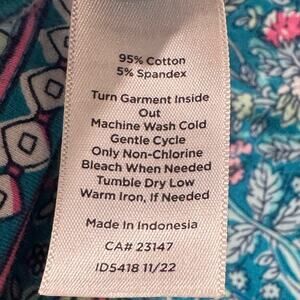 95% Cotton
5% Spandex
Turn Garment Inside
Out
Machine Wash Cold
Gentle Cycle
Only Non-Chlorine
Bleach When Needed
Tumble Dry Low
Warm Iron, If Needed
Made In Indonesia
CA# 23147
ID5418 11/22